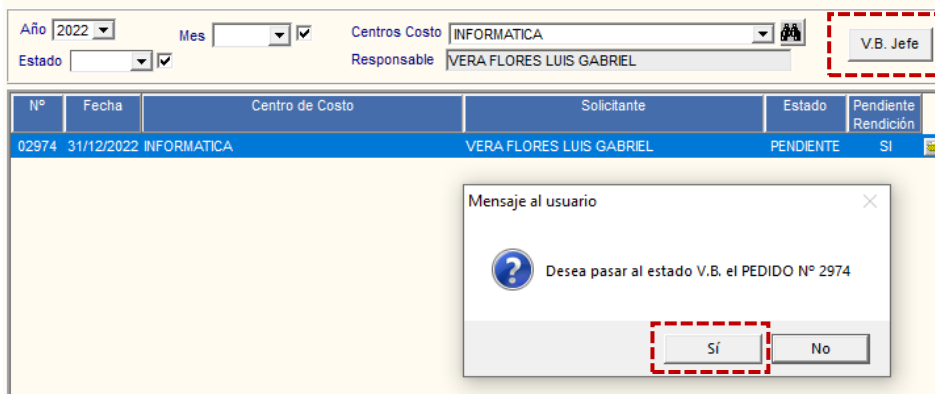 Año 2022 Mes Centros Costo INFORMATICA V.B. Jefe
Estado Responsable VERA FLORES LUIS GABRIEL
Nº Fecha Centro de Costo Solicitante Estado Pendiente Rendición
02974 31/12/2022 INFORMATICA VERA FLORES LUIS GABRIEL PENDIENTE SI
Mensaje al usuario
Desea pasar al estado V.B. el PEDIDO Nº 2974
Sí No